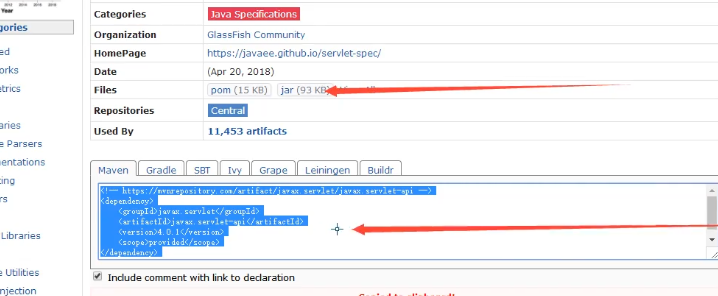 Year
Categories Java Specifications
gories
Organization GlassFish Community
HomePage https://javaee.github.io/servlet-spec/
ed
Date (Apr 20, 2018)
orks
Files pom (15 KB) jar (93 KB)
etrics
Repositories Central
aries
Used By 11,453 artifacts
e Parsers
mentations
Maven Gradle SBT Ivy Grape Leiningen Buildr
ting
<!-- https://mvnrepository.com/artifact/javax.servlet/javax.servlet-api -->
rs
<dependency>
<groupId>javax.servlet</groupId>
<artifactId>javax.servlet-api</artifactId>
Libraries
<version>4.0.1</version>
<scope>provided</scope>
</dependency>
e Utilities
Include comment with link to declaration
njection